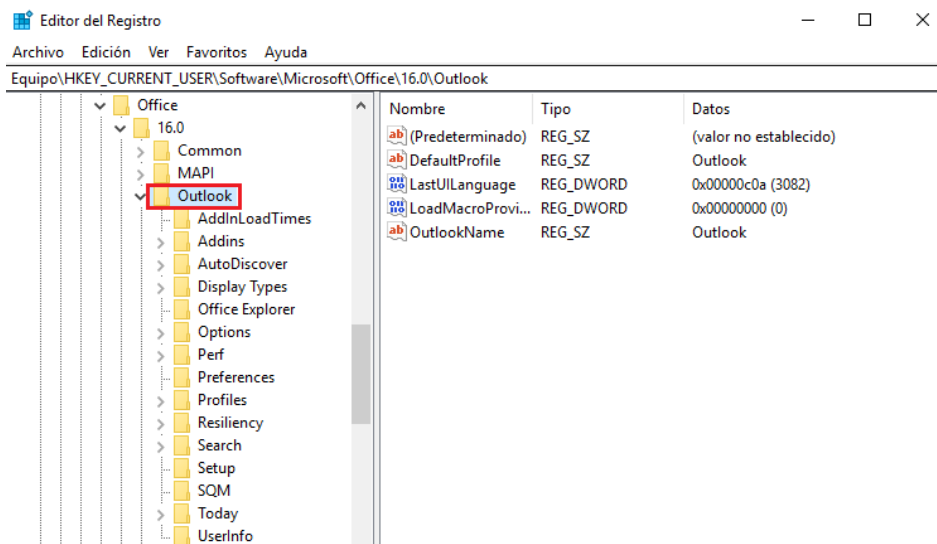 Editor del Registro
Archivo Edición Ver Favoritos Ayuda
Equipo\HKEY_CURRENT_USER\Software\Microsoft\Office\16.0\Outlook
Office
16.0
Common
MAPI
Outlook
AddInLoadTimes
Addins
AutoDiscover
Display Types
Office Explorer
Options
Perf
Preferences
Profiles
Resiliency
Search
Setup
SQM
Today
UserInfo
Nombre Tipo Datos
(Predeterminado) REG_SZ (valor no establecido)
DefaultProfile REG_SZ Outlook
LastUILanguage REG_DWORD 0x00000c0a (3082)
LoadMacroProvi... REG_DWORD 0x00000000 (0)
OutlookName REG_SZ Outlook